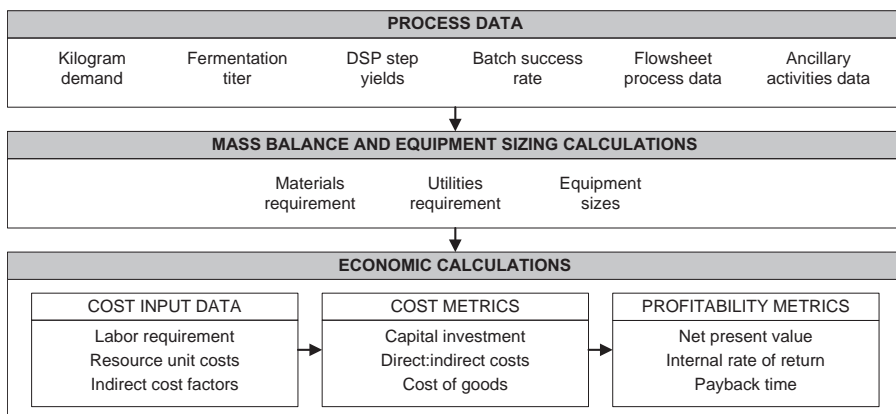 PROCESS DATA
Kilogram
demand
Fermentation
titer
DSP step
yields
Batch success
rate
Flowsheet
process data
Ancillary
activities data
MASS BALANCE AND EQUIPMENT SIZING CALCULATIONS
Materials
requirement
Utilities
requirement
Equipment
sizes
ECONOMIC CALCULATIONS
COST INPUT DATA
Labor requirement
Resource unit costs
Indirect cost factors
COST METRICS
Capital investment
Direct:indirect costs
Cost of goods
PROFITABILITY METRICS
Net present value
Internal rate of return
Payback time